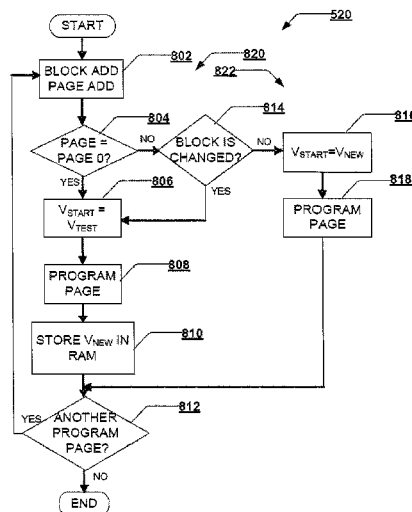 START
520
BLOCK ADD
PAGE ADD
802
820
822
804
PAGE =
PAGE 0?
NO
814
BLOCK IS
CHANGED?
NO
816
VSTART=VNEW
YES
806
VSTART =
VTEST
YES
818
PROGRAM
PAGE
PROGRAM
PAGE
808
STORE VNEW IN
RAM
810
YES
ANOTHER
PROGRAM
PAGE?
812
NO
END